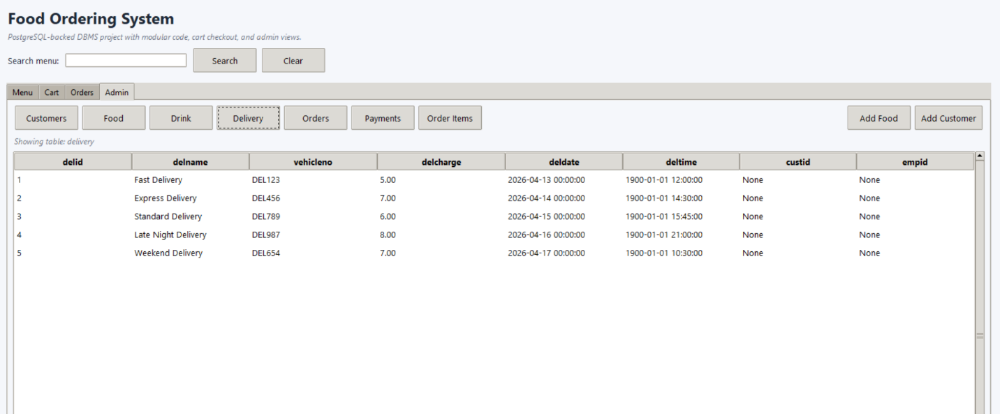 Food Ordering System
PostgreSQL-backed DBMS project with modular code, cart checkout, and admin views.
Search menu: Search Clear
Menu Cart Orders Admin
Customers Food Drink Delivery Orders Payments Order Items Add Food Add Customer
Showing table: delivery
delid delname vehicleno delcharge deldate deltime custid empid
1 Fast Delivery DEL123 5.00 2026-04-13 00:00:00 1900-01-01 12:00:00 None None
2 Express Delivery DEL456 7.00 2026-04-14 00:00:00 1900-01-01 14:30:00 None None
3 Standard Delivery DEL789 6.00 2026-04-15 00:00:00 1900-01-01 15:45:00 None None
4 Late Night Delivery DEL987 8.00 2026-04-16 00:00:00 1900-01-01 21:00:00 None None
5 Weekend Delivery DEL654 7.00 2026-04-17 00:00:00 1900-01-01 10:30:00 None None